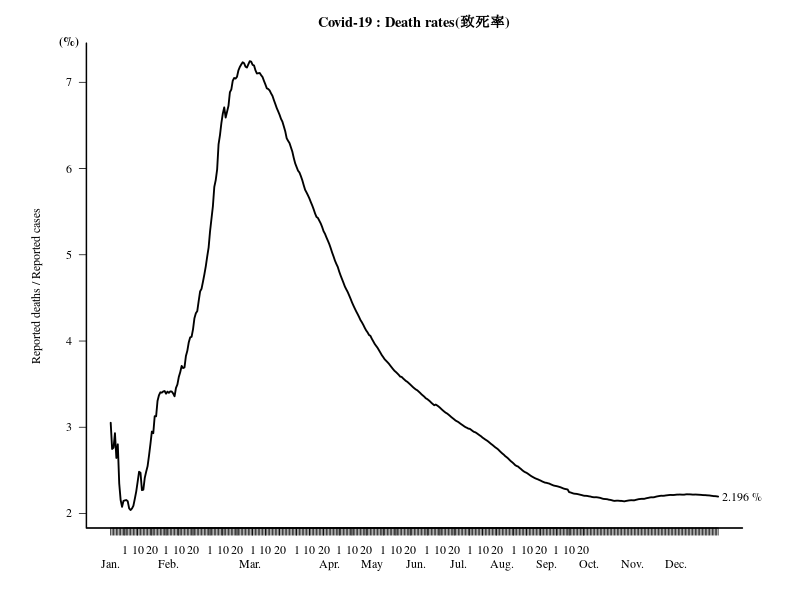 Covid-19 : Death rates(致死率)
(%)
7
6
5
4
3
2
Reported deaths / Reported cases
2.196 %
1 10 20 1 10 20 1 10 20 1 10 20 1 10 20 1 10 20 1 10 20 1 10 20 1 10 20 1 10 20 1 10 20
Jan. Feb. Mar. Apr. May Jun. Jul. Aug. Sep. Oct. Nov. Dec.